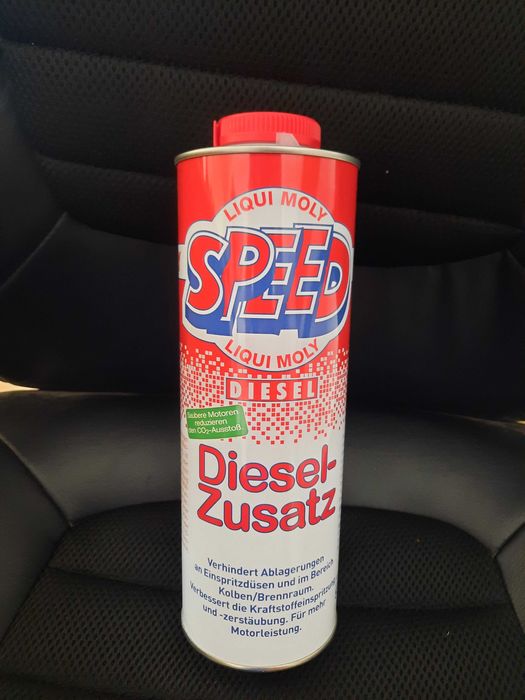 LIQUI MOLY
SPEED
LIQUI MOLY
DIESEL
Saubere Motoren
reduzieren
den CO₂-Ausstoß.
Diesel-
Zusatz
Verhindert Ablagerungen
an Einspritzdüsen und im Bereich
Kolben/Brennraum.
Verbessert die Kraftstoffeinspritzung
und -zerstäubung. Für mehr
Motorleistung.